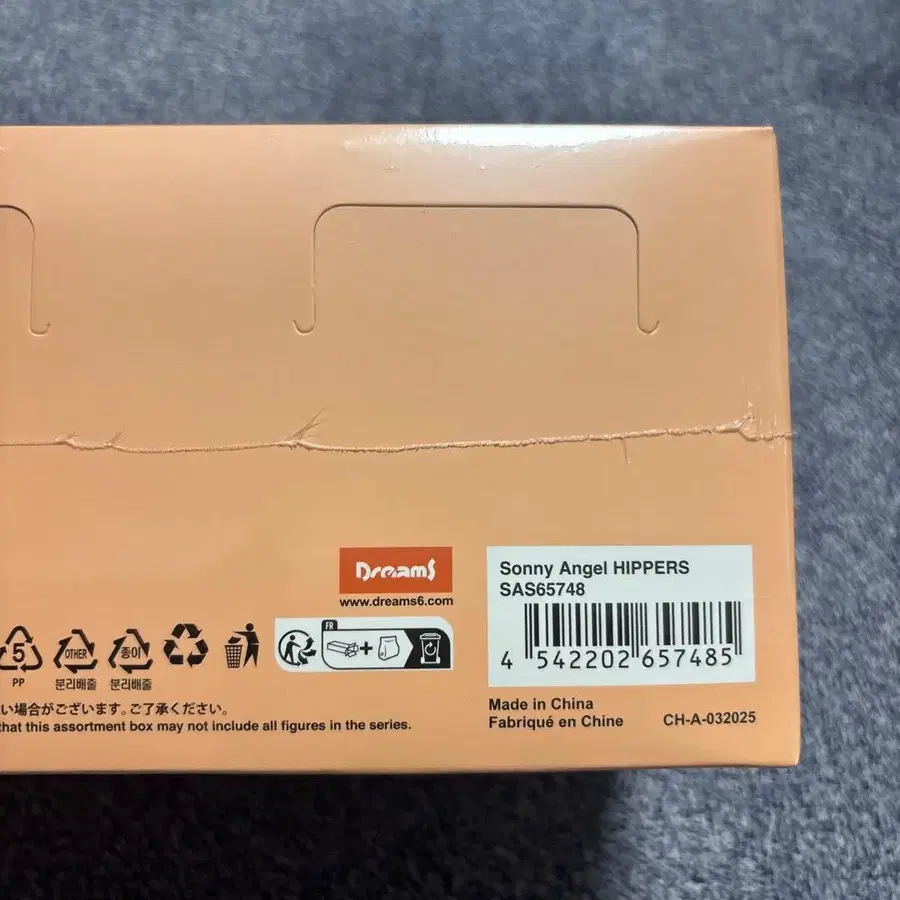 Dreams
www.dreams6.com
Sonny Angel HIPPERS
SAS65748
4 542202 657485
FR
5
PP
OTHER
분리배출
종이
분리배출
い場合がございます。ご了承ください。
that this assortment box may not include all figures in the series.
Made in China
Fabriqué en Chine
CH-A-032025